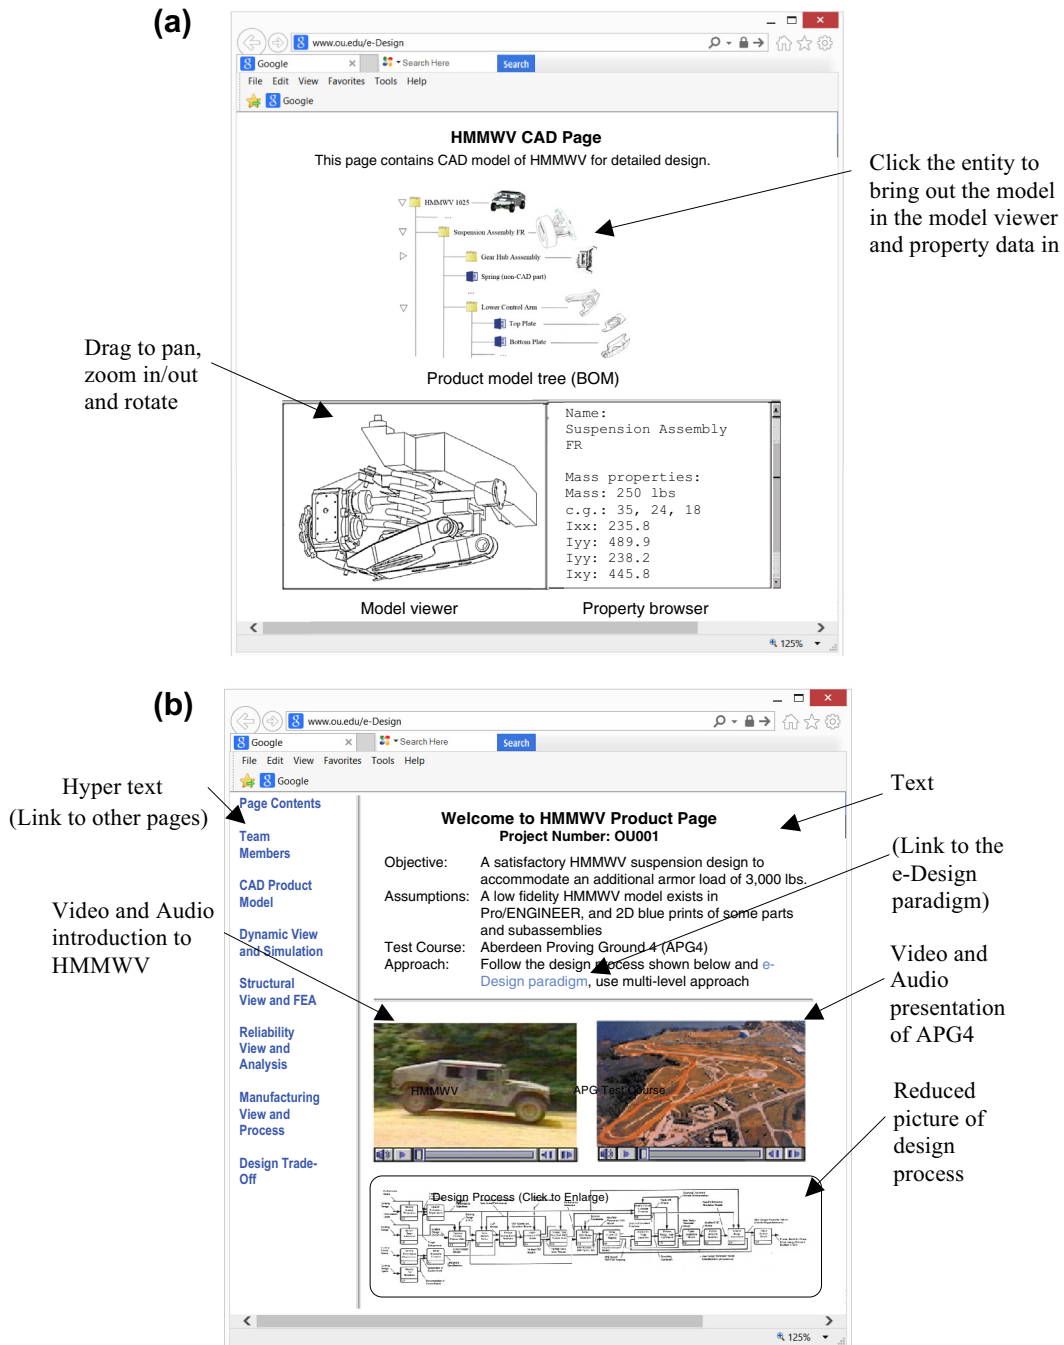 (a)
www.ou.edu/e-Design
Google
Search Here
Search
File Edit View Favorites Tools Help
Google
HMMWV CAD Page
This page contains CAD model of HMMWV for detailed design.
Click the entity to
bring out the model
in the model viewer
and property data in
HMMWV 1025
...
Suspension Assembly FR
Gear Hub Asssembly
Spring (non-CAD part)
...
Lower Control Arm
Top Plate
Bottom Plate
...
Product model tree (BOM)
Drag to pan,
zoom in/out
and rotate
Name:
Suspension Assembly
FR
Mass properties:
Mass: 250 lbs
c.g.: 35, 24, 18
Ixx: 235.8
Iyy: 489.9
Iyy: 238.2
Ixy: 445.8
Model viewer
Property browser
125%
(b)
www.ou.edu/e-Design
Google
Search Here
Search
File Edit View Favorites Tools Help
Google
Hyper text
(Link to other pages)
Video and Audio
introduction to
HMMWV
Page Contents
Team
Members
CAD Product
Model
Dynamic View
and Simulation
Structural
View and FEA
Reliability
View and
Analysis
Manufacturing
View and
Process
Design Trade-
Off
Welcome to HMMWV Product Page
Project Number: OU001
Objective: A satisfactory HMMWV suspension design to
accommodate an additional armor load of 3,000 lbs.
Assumptions: A low fidelity HMMWV model exists in
Pro/ENGINEER, and 2D blue prints of some parts
and subassemblies
Test Course: Aberdeen Proving Ground 4 (APG4)
Approach: Follow the design process shown below and e-
Design paradigm, use multi-level approach
HMMWV
APG Test Course
Design Process (Click to Enlarge)
Text
(Link to the
e-Design
paradigm)
Video and
Audio
presentation
of APG4
Reduced
picture of
design
process
125%